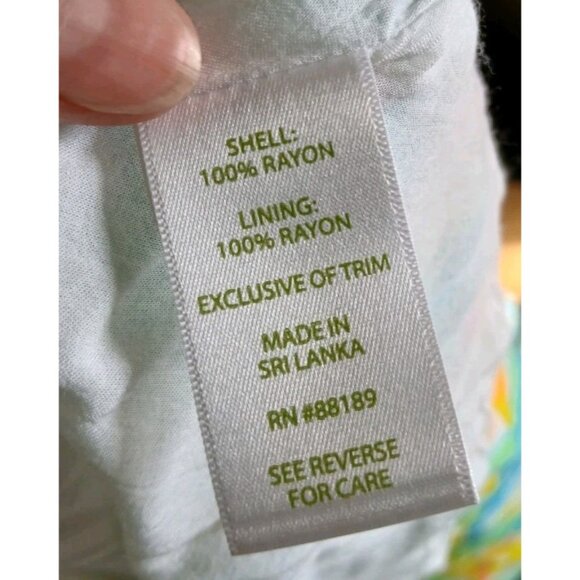 SHELL:
100% RAYON
LINING:
100% RAYON
EXCLUSIVE OF TRIM
MADE IN
SRI LANKA
RN #88189
SEE REVERSE
FOR CARE